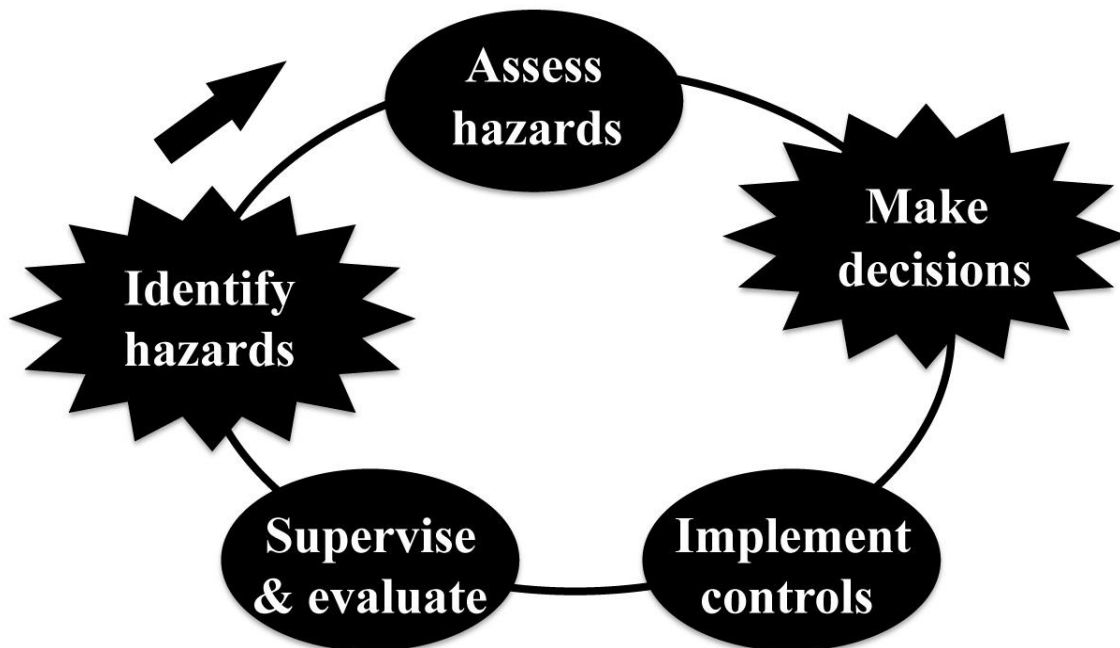 Assess
hazards
Make
decisions
Identify
hazards
Supervise
& evaluate
Implement
controls